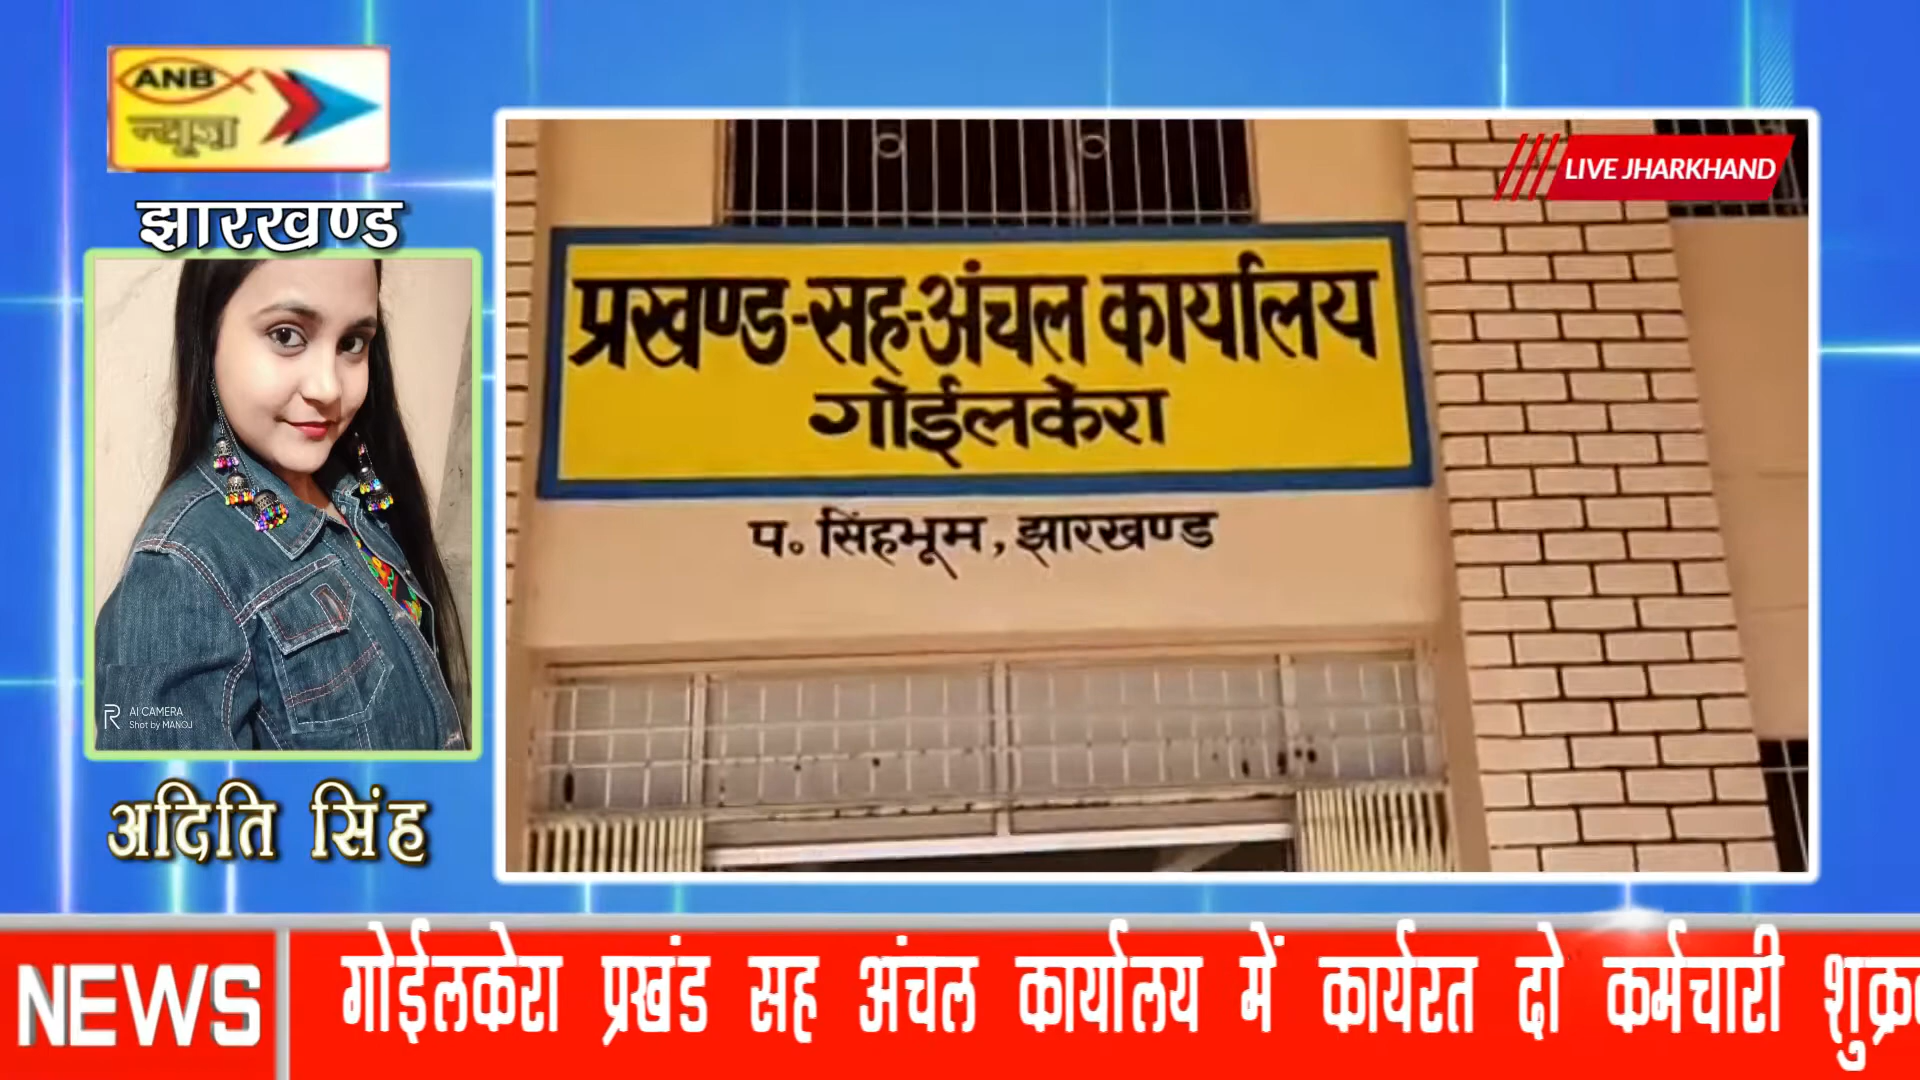 ANB
न्यूज़
झारखण्ड
AI CAMERA
Shot by MANOJ
अदिति सिंह
LIVE JHARKHAND
प्रखण्ड-सह-अंचल कार्यालय
गोईलकेरा
प. सिंहभूम, झारखण्ड
NEWS
गोईलकेरा प्रखंड सह अंचल कार्यालय में कार्यरत दो कर्मचारी